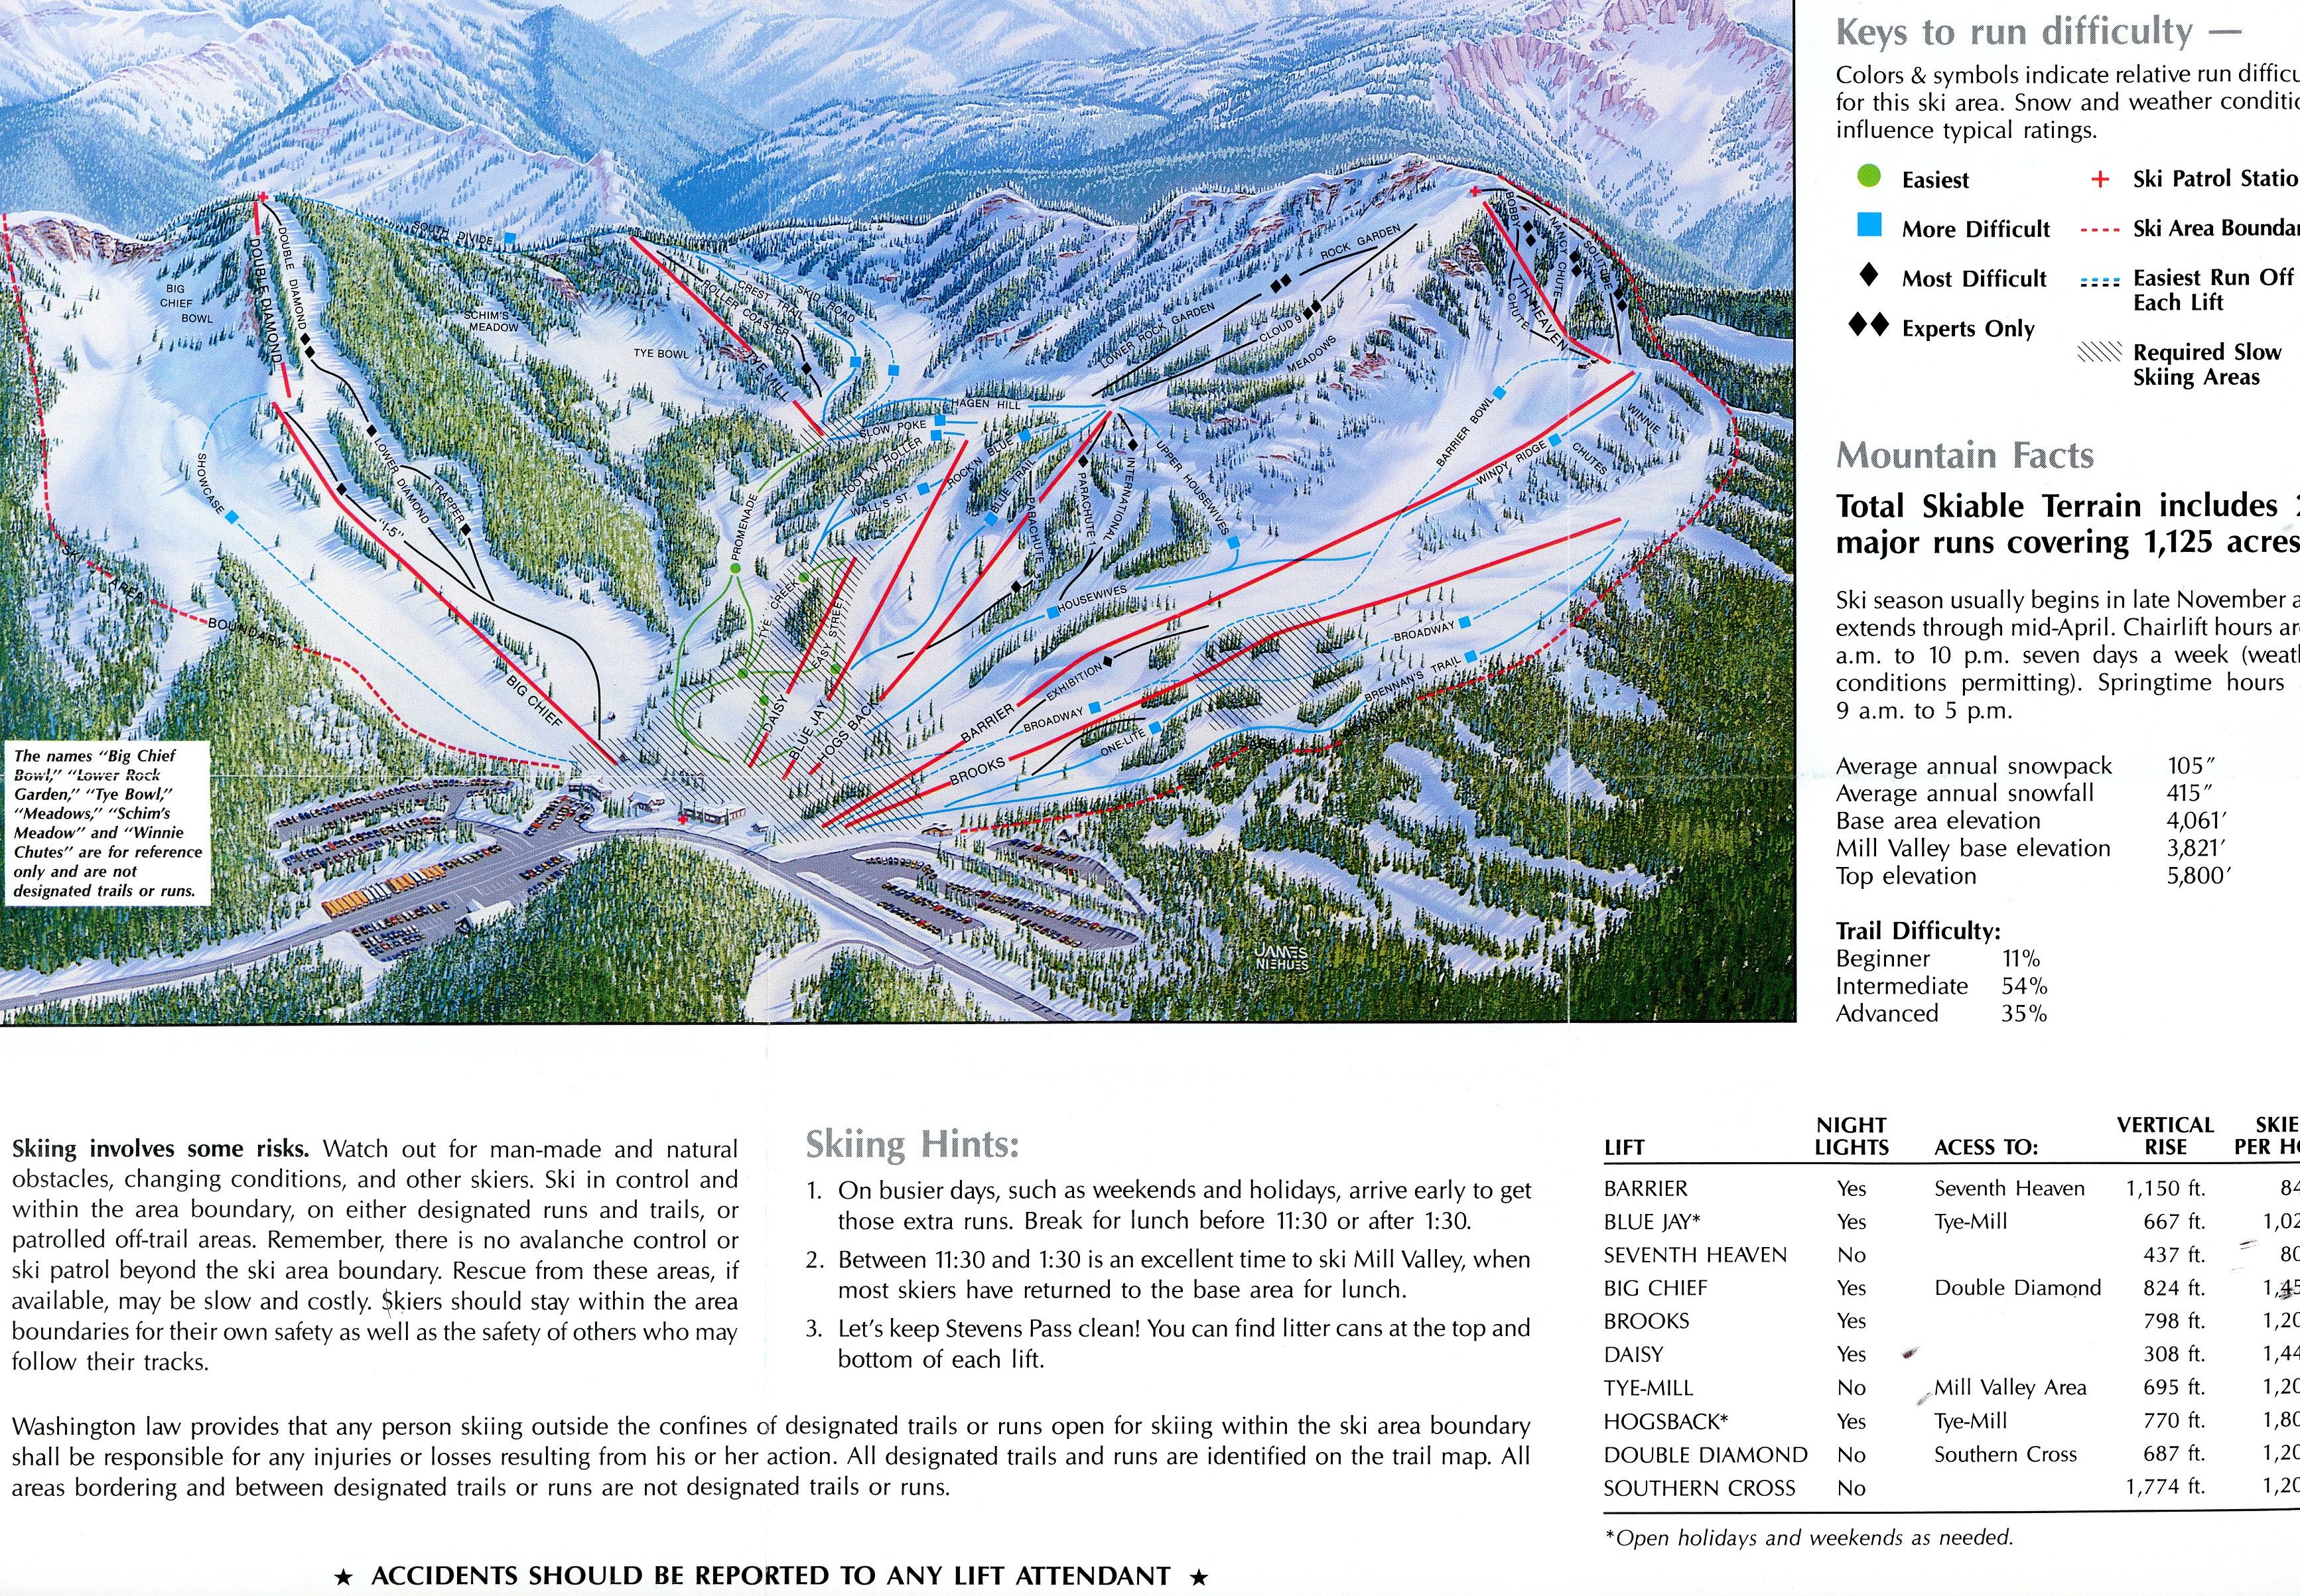 SOUTH DIVIDE
BIG
CHIEF
BOWL
DOUBLE DIAMOND
DOUBLE DIAMOND
SCHIM'S
MEADOW
TYE BOWL
ROLLER COASTER
CREST TRAIL
SKID ROAD
TYE MILL
ROCK GARDEN
LOWER ROCK GARDEN
CLOUD 9
MEADOWS
BOBBY
NANCY CHUTE
SOLITUDE
7TH HEAVEN
CHUTE
HAGEN HILL
SLOW POKE
HOOT'N' HOLLER
ROCK'N BLUE
WALL'S ST.
BLUE TRAIL
PARACHUTE
PARACHUTE
INTERNATIONAL
UPPER HOUSEWIVES
BARRIER BOWL
WINDY RIDGE
WINNIE
CHUTES
SHOWCASE
"I-5"
LOWER
DIAMOND
TRAPPER
PROMENADE
TYE CREEK
EASY STREET
HOUSEWIVES
SKI AREA
BOUNDARY
BIG CHIEF
DAISY
BLUE JAY
HOGS BACK
BARRIER
EXHIBITION
BROADWAY
BROADWAY
BRENNAN'S
TRAIL
ONE-LITE
BROOKS
The names "Big Chief
Bowl," "Lower Rock
Garden," "Tye Bowl,"
"Meadows," "Schim's
Meadow" and "Winnie
Chutes" are for reference
only and are not
designated trails or runs.
JAMES
NIEHUES
Keys to run difficulty —
Colors & symbols indicate relative run difficu
for this ski area. Snow and weather conditio
influence typical ratings.
Easiest
More Difficult
Most Difficult
Experts Only
Ski Patrol Statio
Ski Area Boundar
Easiest Run Off
Each Lift
Required Slow
Skiing Areas
Mountain Facts
Total Skiable Terrain includes 2
major runs covering 1,125 acres
Ski season usually begins in late November a
extends through mid-April. Chairlift hours are
a.m. to 10 p.m. seven days a week (weath
conditions permitting). Springtime hours
9 a.m. to 5 p.m.
Average annual snowpack 105″
Average annual snowfall 415″
Base area elevation 4,061′
Mill Valley base elevation 3,821′
Top elevation 5,800′
Trail Difficulty:
Beginner 11%
Intermediate 54%
Advanced 35%
Skiing involves some risks. Watch out for man-made and natural
obstacles, changing conditions, and other skiers. Ski in control and
within the area boundary, on either designated runs and trails, or
patrolled off-trail areas. Remember, there is no avalanche control or
ski patrol beyond the ski area boundary. Rescue from these areas, if
available, may be slow and costly. Skiers should stay within the area
boundaries for their own safety as well as the safety of others who may
follow their tracks.
Skiing Hints:
1. On busier days, such as weekends and holidays, arrive early to get
those extra runs. Break for lunch before 11:30 or after 1:30.
2. Between 11:30 and 1:30 is an excellent time to ski Mill Valley, when
most skiers have returned to the base area for lunch.
3. Let's keep Stevens Pass clean! You can find litter cans at the top and
bottom of each lift.
Washington law provides that any person skiing outside the confines of designated trails or runs open for skiing within the ski area boundary
shall be responsible for any injuries or losses resulting from his or her action. All designated trails and runs are identified on the trail map. All
areas bordering and between designated trails or runs are not designated trails or runs.
★ ACCIDENTS SHOULD BE REPORTED TO ANY LIFT ATTENDANT ★
NIGHT VERTICAL SKIE
LIFT LIGHTS ACESS TO: RISE PER HO
BARRIER Yes Seventh Heaven 1,150 ft. 84
BLUE JAY* Yes Tye-Mill 667 ft. 1,02
SEVENTH HEAVEN No 437 ft. 80
BIG CHIEF Yes Double Diamond 824 ft. 1,45
BROOKS Yes 798 ft. 1,20
DAISY Yes 308 ft. 1,44
TYE-MILL No Mill Valley Area 695 ft. 1,20
HOGSBACK* Yes Tye-Mill 770 ft. 1,80
DOUBLE DIAMOND No Southern Cross 687 ft. 1,20
SOUTHERN CROSS No 1,774 ft. 1,20
*Open holidays and weekends as needed.